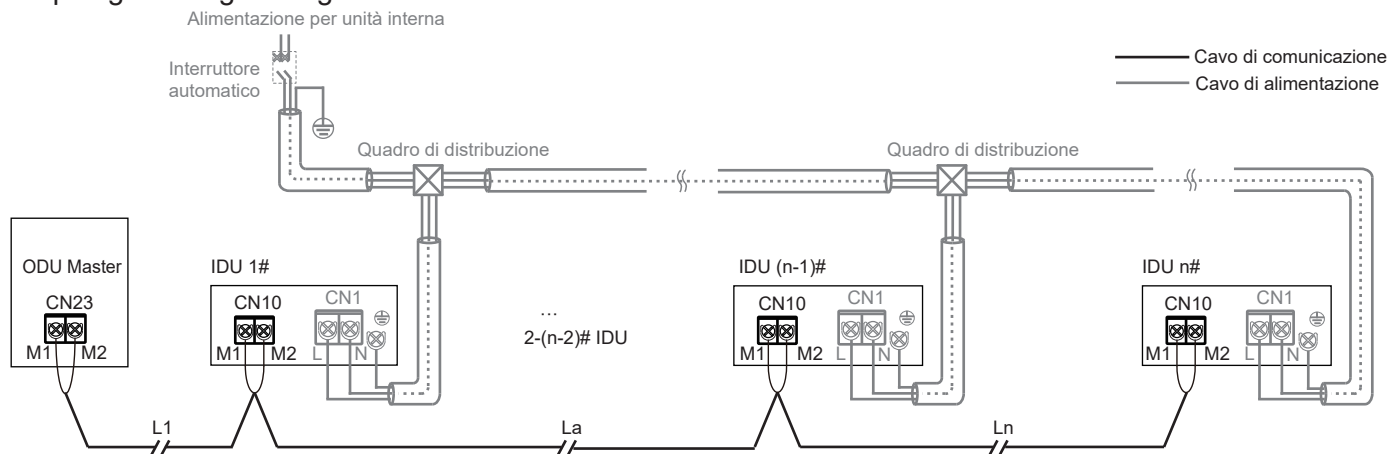 Alimentazione per unità interna
Interruttore
automatico
Cavo di comunicazione
Cavo di alimentazione
Quadro di distribuzione
Quadro di distribuzione
ODU Master
CN23
M1 M2
IDU 1#
CN10
CN1
M1 M2 L N
...
2-(n-2)# IDU
IDU (n-1)#
CN10
CN1
M1 M2 L N
IDU n#
CN10
CN1
M1 M2 L N
L1
La
Ln